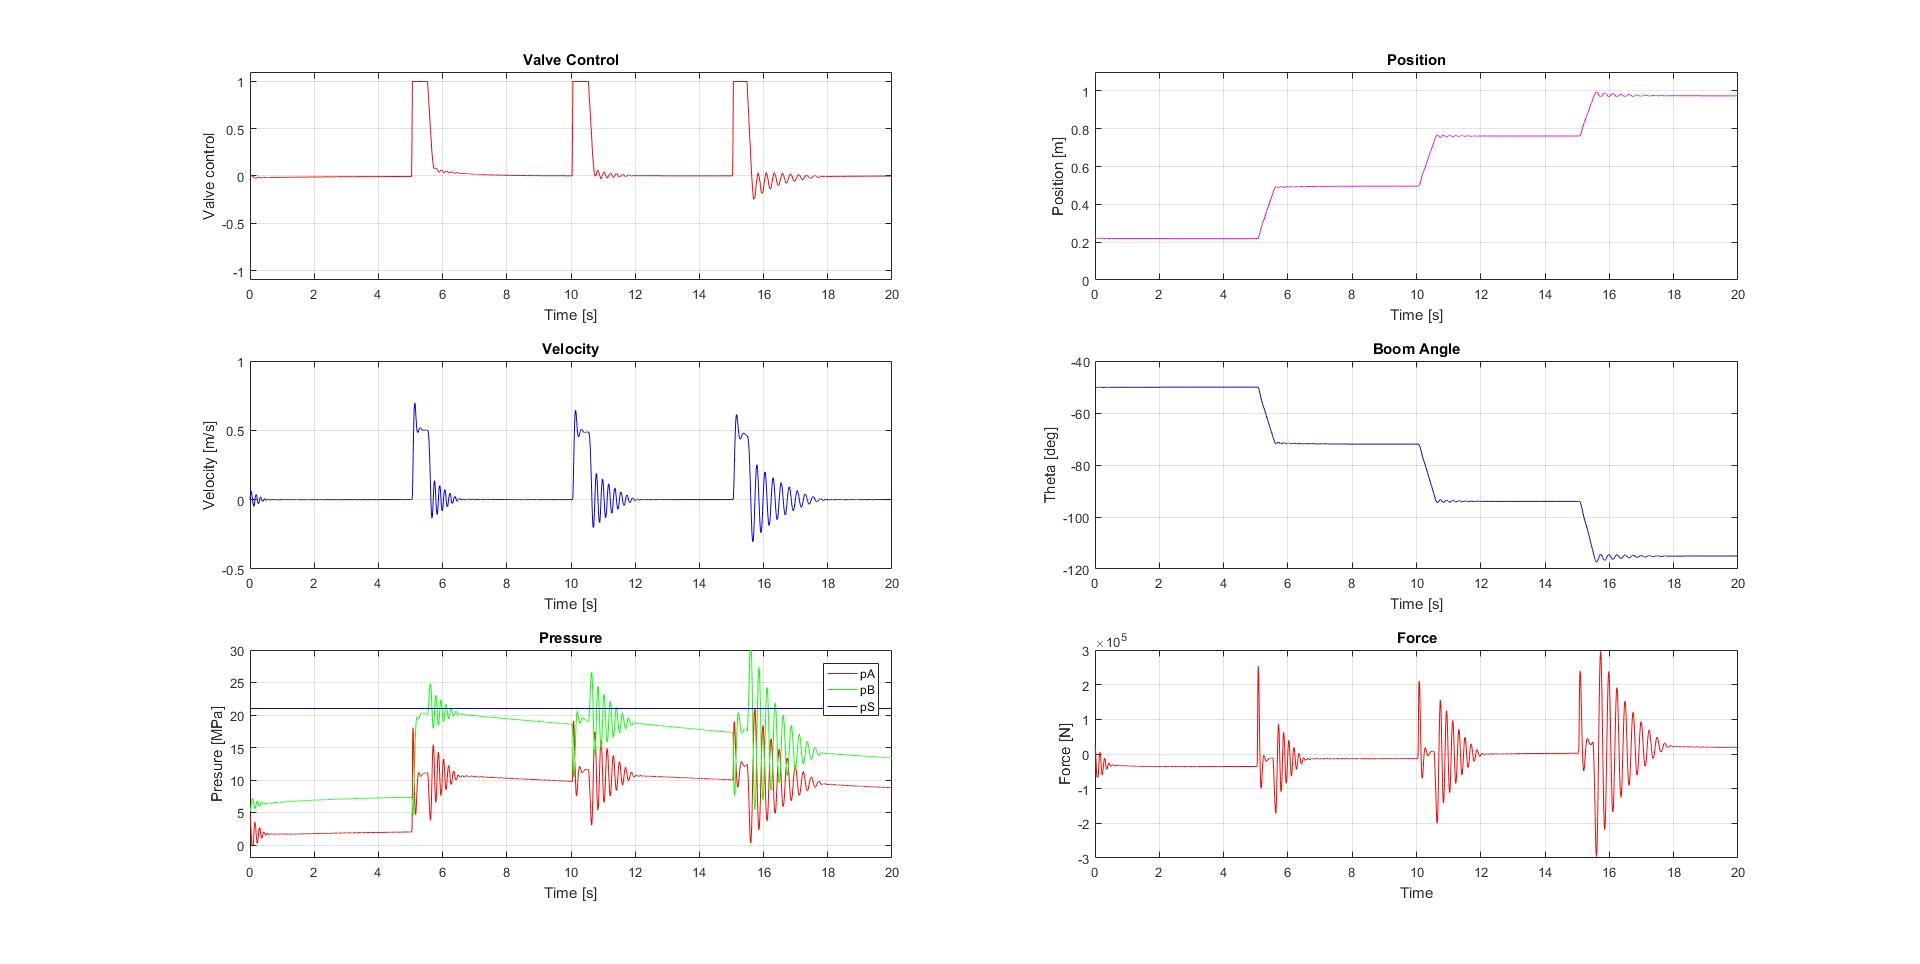 Valve Control
Valve control
1
0.5
0
-0.5
-1
0 2 4 6 8 10 12 14 16 18 20
Time [s]
Position
Position [m]
1
0.8
0.6
0.4
0.2
0
0 2 4 6 8 10 12 14 16 18 20
Time [s]
Velocity
Velocity [m/s]
1
0.5
0
-0.5
0 2 4 6 8 10 12 14 16 18 20
Time [s]
Boom Angle
Theta [deg]
-40
-60
-80
-100
-120
0 2 4 6 8 10 12 14 16 18 20
Time [s]
Pressure
Presure [MPa]
30
25
20
15
10
5
0
pA
pB
pS
0 2 4 6 8 10 12 14 16 18 20
Time [s]
Force
×10⁵
Force [N]
3
2
1
0
-1
-2
-3
0 2 4 6 8 10 12 14 16 18 20
Time